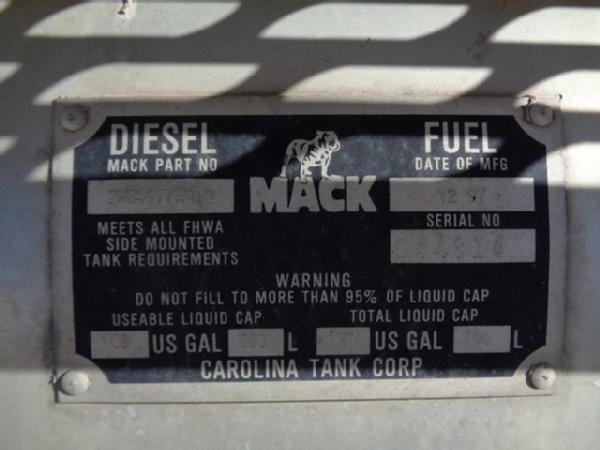 DIESEL FUEL
MACK PART NO DATE OF MFG
MACK 12 97
MEETS ALL FHWA SERIAL NO
SIDE MOUNTED
TANK REQUIREMENTS
WARNING
DO NOT FILL TO MORE THAN 95% OF LIQUID CAP
USEABLE LIQUID CAP TOTAL LIQUID CAP
US GAL L US GAL L
CAROLINA TANK CORP